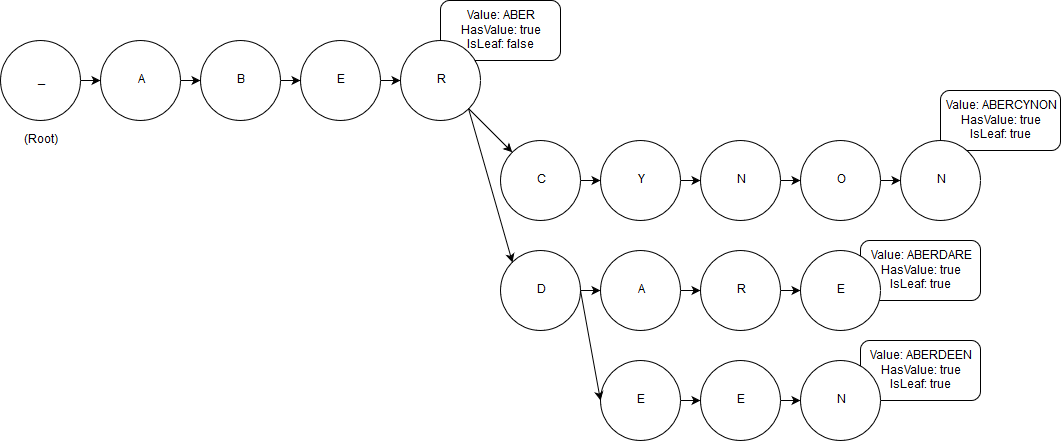 Value: ABER
HasValue: true
IsLeaf: false
_
A
B
E
R
(Root)
Value: ABERCYNON
HasValue: true
IsLeaf: true
C
Y
N
O
N
Value: ABERDARE
HasValue: true
IsLeaf: true
D
A
R
E
Value: ABERDEEN
HasValue: true
IsLeaf: true
E
E
N